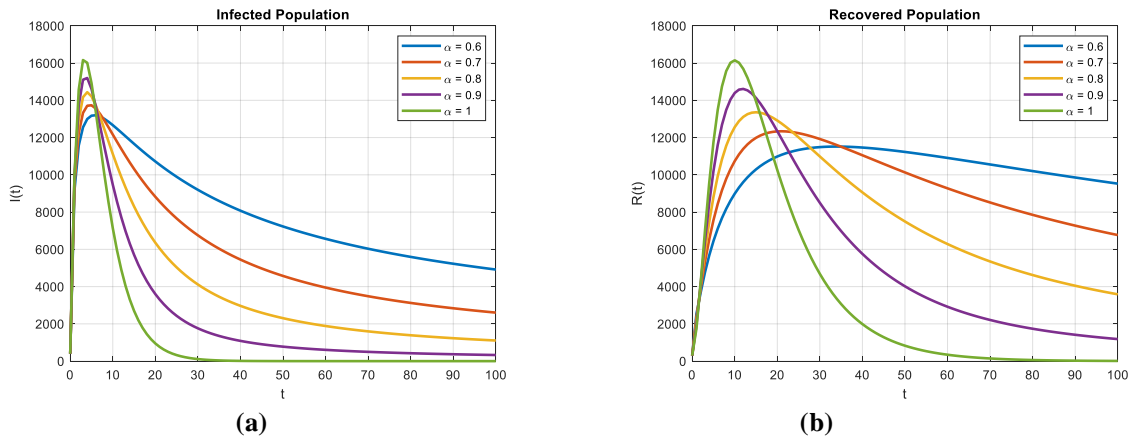 Infected Population
18000
16000
14000
12000
10000
8000
6000
4000
2000
0
I(t)
0 10 20 30 40 50 60 70 80 90 100
t
α = 0.6
α = 0.7
α = 0.8
α = 0.9
α = 1
(a)
Recovered Population
18000
16000
14000
12000
10000
8000
6000
4000
2000
0
R(t)
0 10 20 30 40 50 60 70 80 90 100
t
α = 0.6
α = 0.7
α = 0.8
α = 0.9
α = 1
(b)